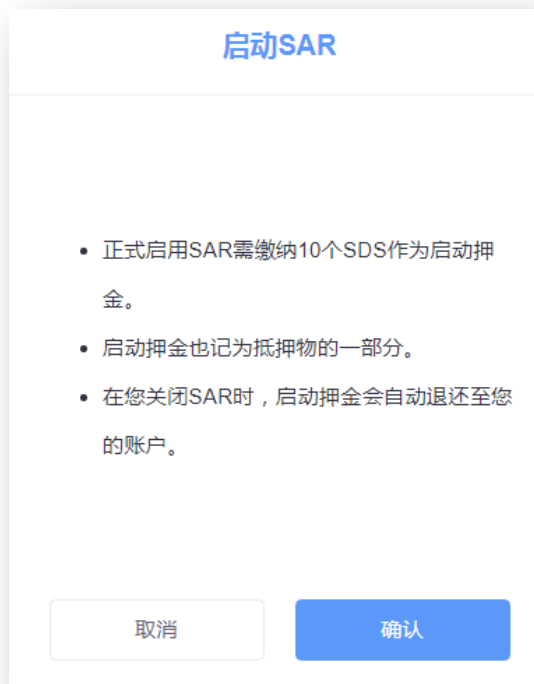 启动SAR
正式启用SAR需缴纳10个SDS作为启动押
金。
启动押金也记为抵押物的一部分。
在您关闭SAR时，启动押金会自动退还至您
的账户。
取消
确认